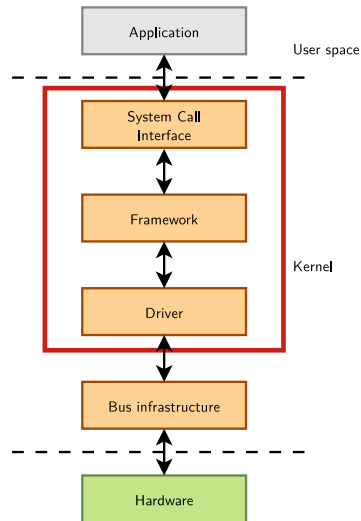 Application
User space
System Call
Interface
Framework
Kernel
Driver
Bus infrastructure
Hardware